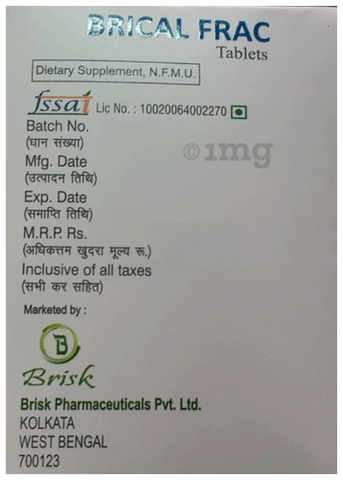 BRICAL FRAC
Tablets
Dietary Supplement, N.F.M.U.
fssai Lic No. : 10020064002270
Batch No.
(घान संख्या)
©1mg
Mfg. Date
(उत्पादन तिथि)
Exp. Date
(समाप्ति तिथि)
M.R.P. Rs.
(अधिकत्तम खुदरा मूल्य रू.)
Inclusive of all taxes
(सभी कर सहित)
Marketed by :
B
Brisk
Brisk Pharmaceuticals Pvt. Ltd.
KOLKATA
WEST BENGAL
700123